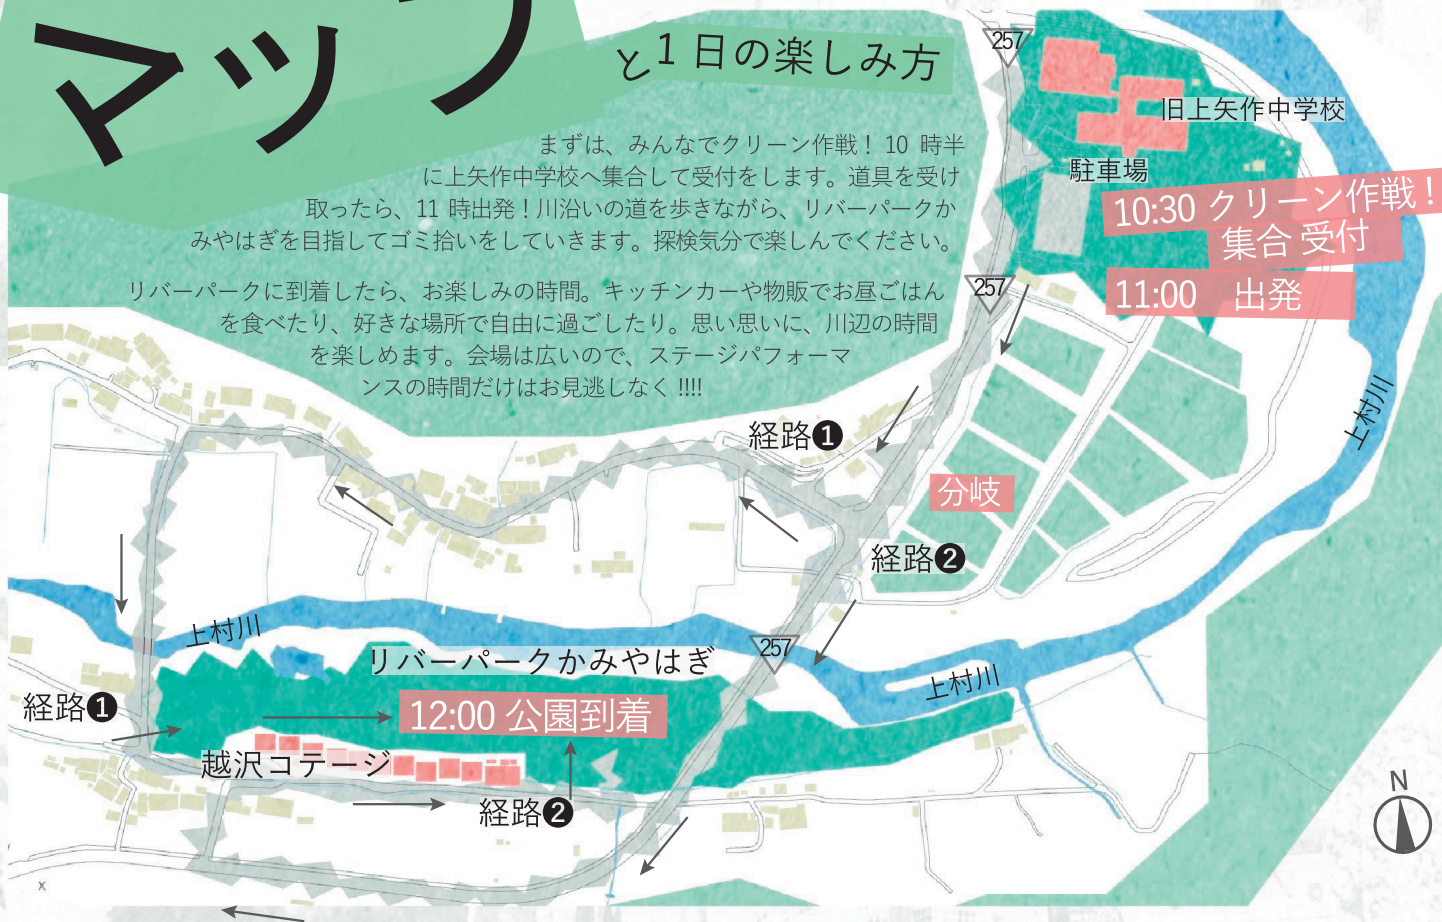 マップ
と1日の楽しみ方
まずは、みんなでクリーン作戦！10 時半
に上矢作中学校へ集合して受付をします。道具を受け
取ったら、11 時出発！川沿いの道を歩きながら、リバーパークか
みやはぎを目指してゴミ拾いをしていきます。探検気分で楽しんでください。
リバーパークに到着したら、お楽しみの時間。キッチンカーや物販でお昼ごはん
を食べたり、好きな場所で自由に過ごしたり。思い思いに、川辺の時間
を楽しめます。会場は広いので、ステージパフォーマ
ンスの時間だけはお見逃しなく !!!!
257
旧上矢作中学校
駐車場
10:30 クリーン作戦！
集合 受付
11:00 出発
257
上村川
経路❶
分岐
経路❷
上村川
257
リバーパークかみやはぎ
上村川
経路❶
12:00 公園到着
越沢コテージ
経路❷
N
x